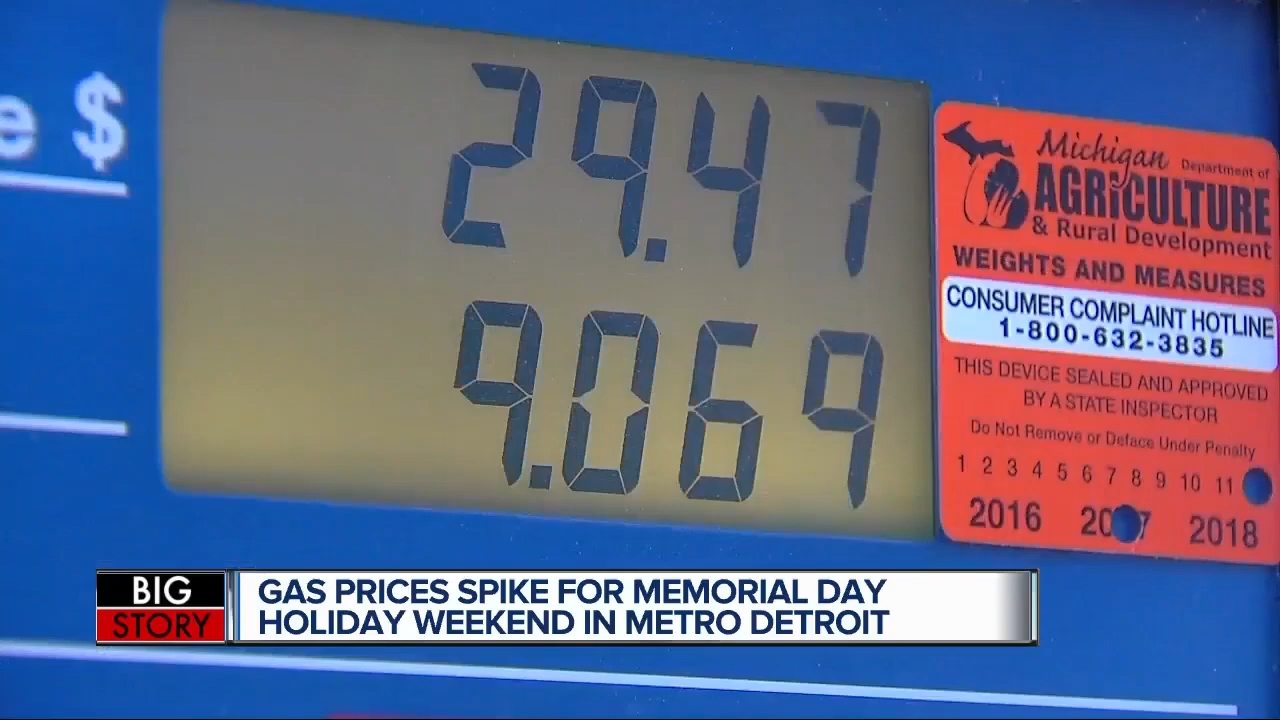 e $
29.47
9.069
Michigan
Department of
AGRICULTURE
& Rural Development
WEIGHTS AND MEASURES
CONSUMER COMPLAINT HOTLINE
1-800-632-3835
THIS DEVICE SEALED AND APPROVED
BY A STATE INSPECTOR
Do Not Remove or Deface Under Penalty
1 2 3 4 5 6 7 8 9 10 11
2016 2017 2018
BIG
STORY
GAS PRICES SPIKE FOR MEMORIAL DAY
HOLIDAY WEEKEND IN METRO DETROIT